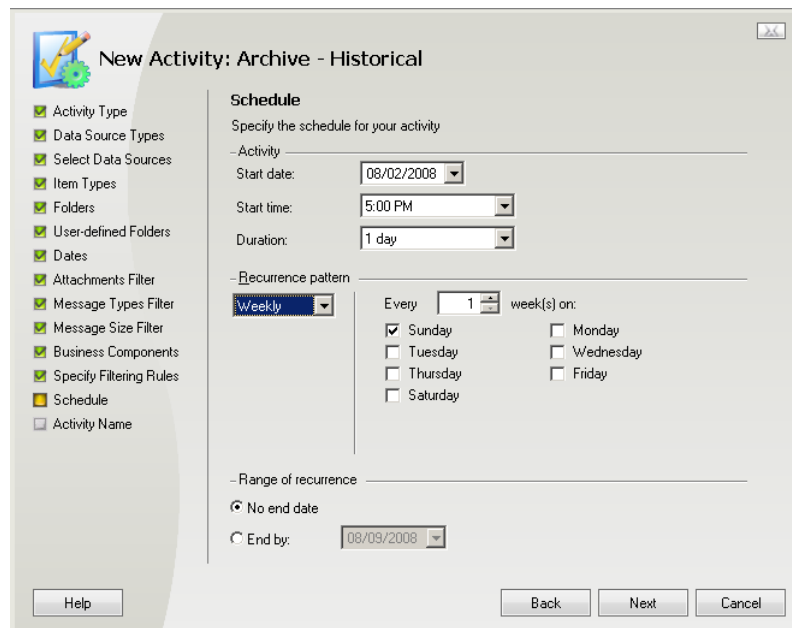 New Activity: Archive - Historical
Activity Type
Data Source Types
Select Data Sources
Item Types
Folders
User-defined Folders
Dates
Attachments Filter
Message Types Filter
Message Size Filter
Business Components
Specify Filtering Rules
Schedule
Activity Name
Schedule
Specify the schedule for your activity
Activity
Start date: 08/02/2008
Start time: 5:00 PM
Duration: 1 day
Recurrence pattern
Weekly
Every 1 week(s) on:
Sunday Monday
Tuesday Wednesday
Thursday Friday
Saturday
Range of recurrence
No end date
End by: 08/09/2008
Help Back Next Cancel